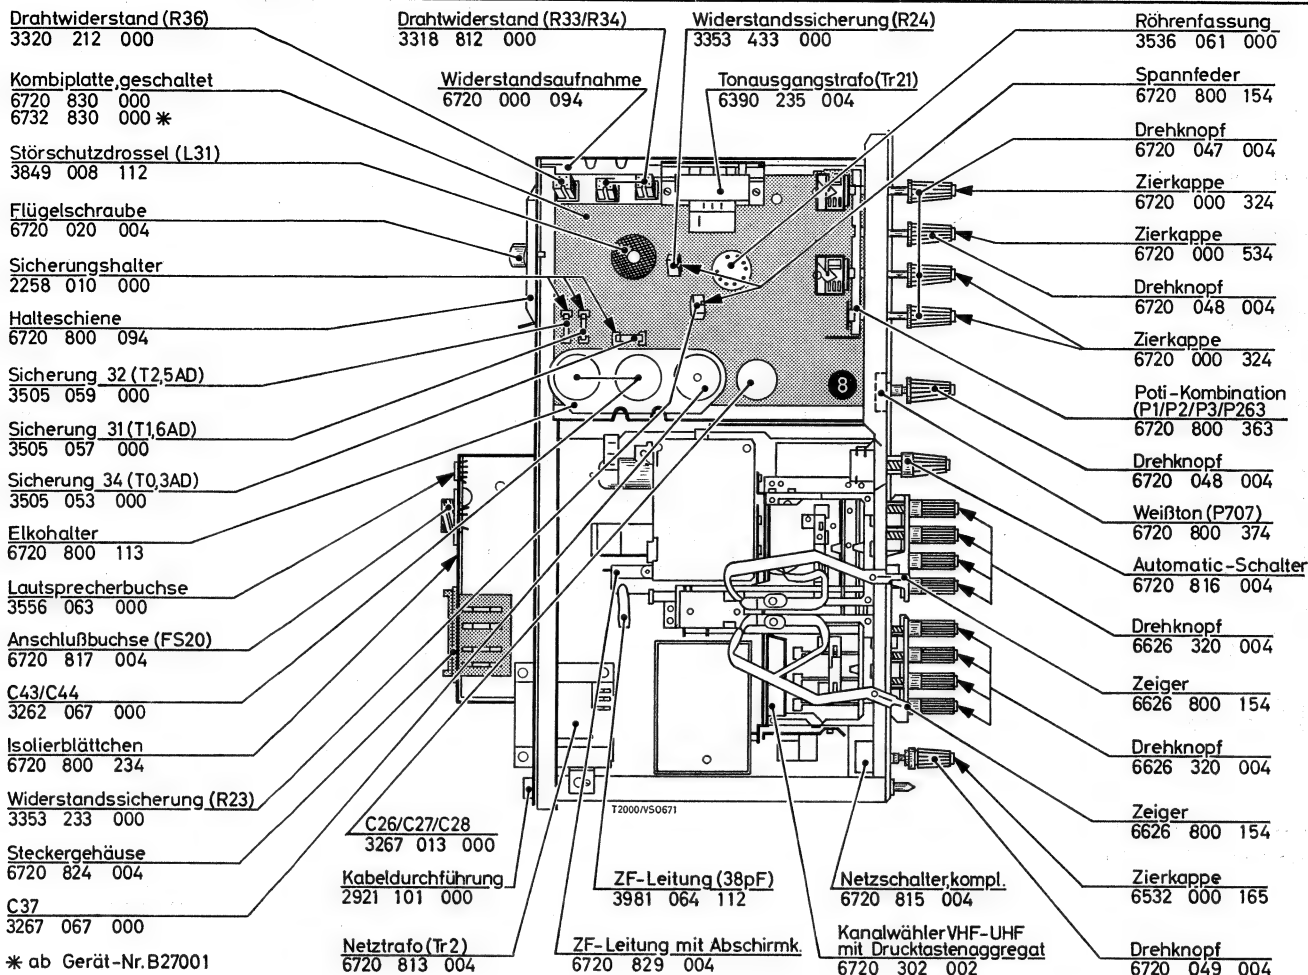 Drahtwiderstand (R36)
3320 212 000
Kombiplatte, geschaltet
6720 830 000
6732 830 000 *
Störschutzdrossel (L31)
3849 008 112
Flügelschraube
6720 020 004
Sicherungshalter
2258 010 000
Halteschiene
6720 800 094
Sicherung 32 (T2,5AD)
3505 059 000
Sicherung 31 (T1,6AD)
3505 057 000
Sicherung 34 (T0,3AD)
3505 053 000
Elkohalter
6720 800 113
Lautsprecherbuchse
3556 063 000
Anschlußbuchse (FS20)
6720 817 004
C43/C44
3262 067 000
Isolierblättchen
6720 800 234
Widerstandssicherung (R23)
3353 233 000
Steckergehäuse
6720 824 004
C37
3267 067 000
* ab Gerät-Nr. B27001
Drahtwiderstand (R33/R34)
3318 812 000
Widerstandsaufnahme
6720 000 094
Widerstandssicherung (R24)
3353 433 000
Tonausgangstrafo (Tr21)
6390 235 004
8
T2000/VS0671
C26/C27/C28
3267 013 000
Kabeldurchführung
2921 101 000
Netztrafo (Tr2)
6720 813 004
ZF-Leitung (38pF)
3981 064 112
ZF-Leitung mit Abschirmk.
6720 829 004
Netzschalter, kompl.
6720 815 004
Kanalwähler VHF-UHF
mit Drucktastenaggregat
6720 302 002
Röhrenfassung
3536 061 000
Spannfeder
6720 800 154
Drehknopf
6720 047 004
Zierkappe
6720 000 324
Zierkappe
6720 000 534
Drehknopf
6720 048 004
Zierkappe
6720 000 324
Poti-Kombination
(P1/P2/P3/P263
6720 800 363
Drehknopf
6720 048 004
Weißton (P707)
6720 800 374
Automatic-Schalter
6720 816 004
Drehknopf
6626 320 004
Zeiger
6626 800 154
Drehknopf
6626 320 004
Zeiger
6626 800 154
Zierkappe
6532 000 165
Drehknopf
6720 049 004